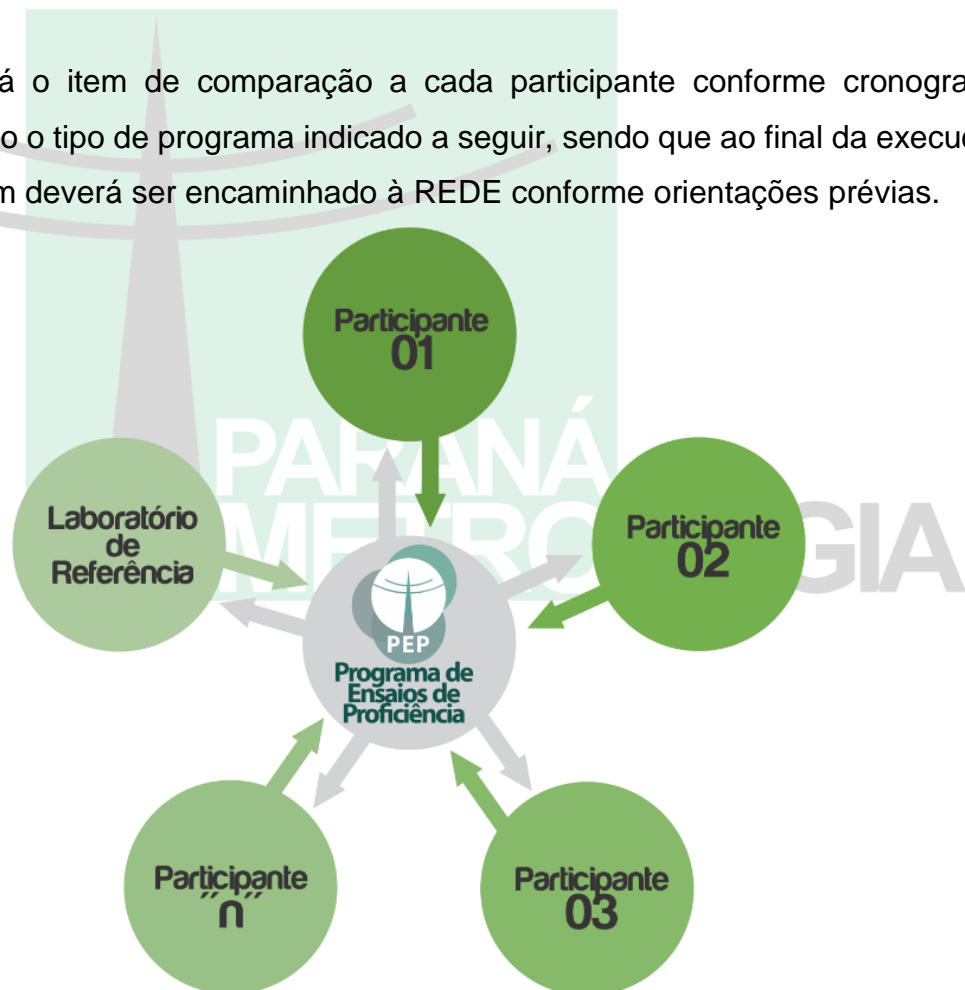 á o item de comparação a cada participante conforme cronogra
o o tipo de programa indicado a seguir, sendo que ao final da execu
m deverá ser encaminhado à REDE conforme orientações prévias.
Participante
01
PARANÁ
METRO GIA
Laboratório
de
Referência
Participante
02
PEP
Programa de
Ensaios de
Proficiência
Participante
"n"
Participante
03